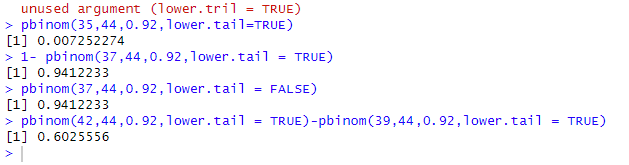 unused argument (lower.tril = TRUE)
> pbinom(35,44,0.92,lower.tail=TRUE)
[1] 0.007252274
> 1- pbinom(37,44,0.92,lower.tail = TRUE)
[1] 0.9412233
> pbinom(37,44,0.92,lower.tail = FALSE)
[1] 0.9412233
> pbinom(42,44,0.92,lower.tail = TRUE)-pbinom(39,44,0.92,lower.tail = TRUE)
[1] 0.6025556
>